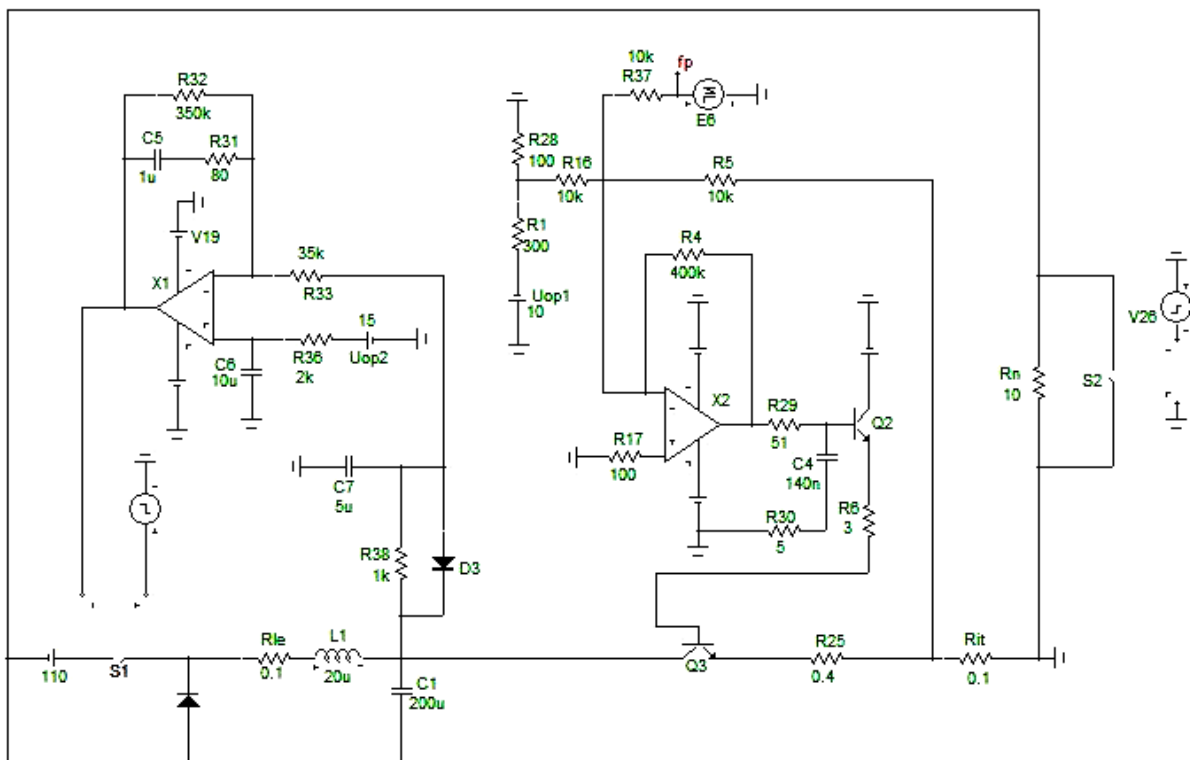 10k
fp
R37
E6
R32
350k
C5
R31
1u
80
R28
100
R16
10k
R5
10k
V19
R1
300
R4
400k
X1
35k
R33
Uop1
10
V26
15
R36
Uop2
2k
C6
10u
X2
Rn
10
S2
R29
51
Q2
R17
100
C4
140n
C7
5u
R30
5
R6
3
R38
1k
D3
Rle
0.1
L1
20u
110
S1
C1
200u
Q3
R25
0.4
Rit
0.1